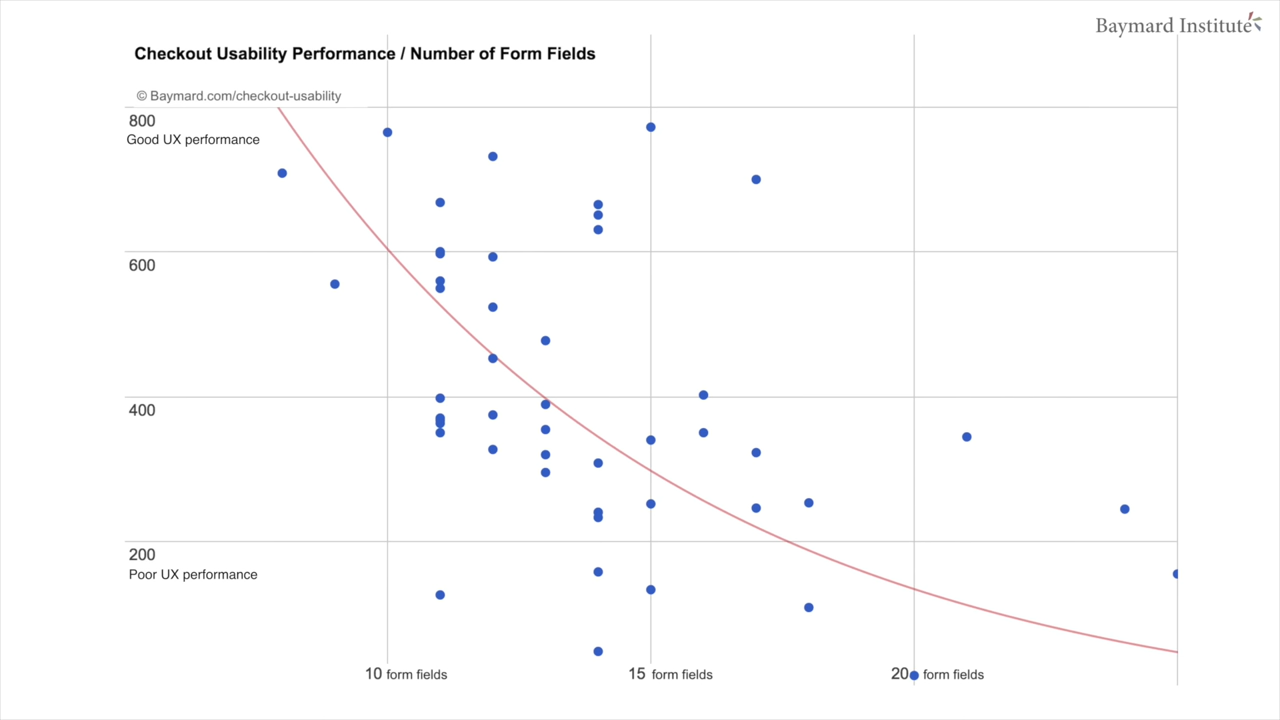 Baymard Institute
Checkout Usability Performance / Number of Form Fields
© Baymard.com/checkout-usability
800
Good UX performance
600
400
200
Poor UX performance
10 form fields
15 form fields
20 form fields